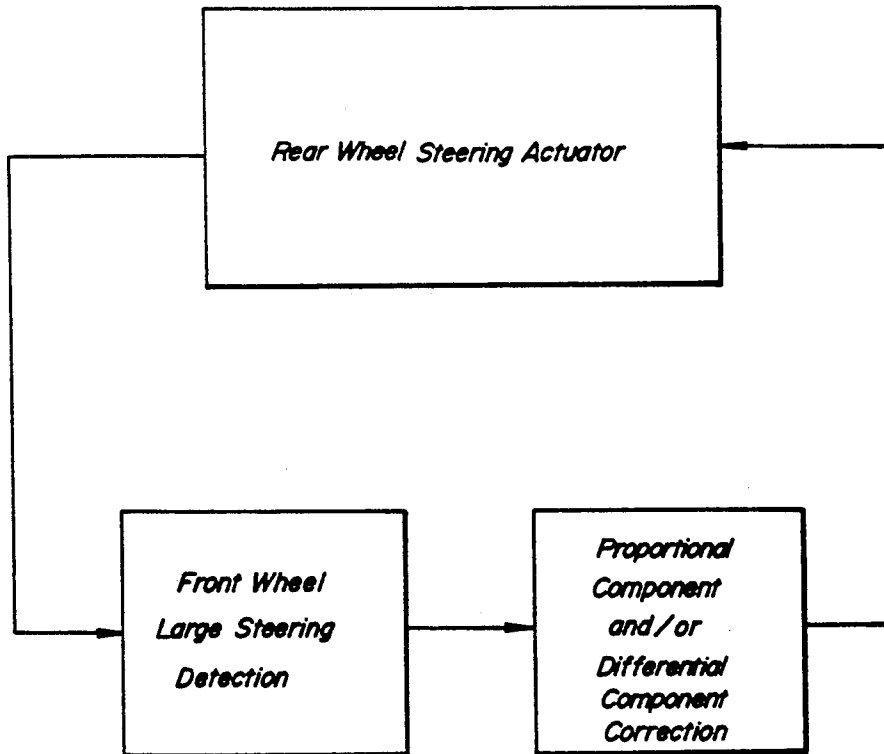 Rear Wheel Steering Actuator
Front Wheel
Large Steering
Detection
Proportional
Component
and/or
Differential
Component
Correction